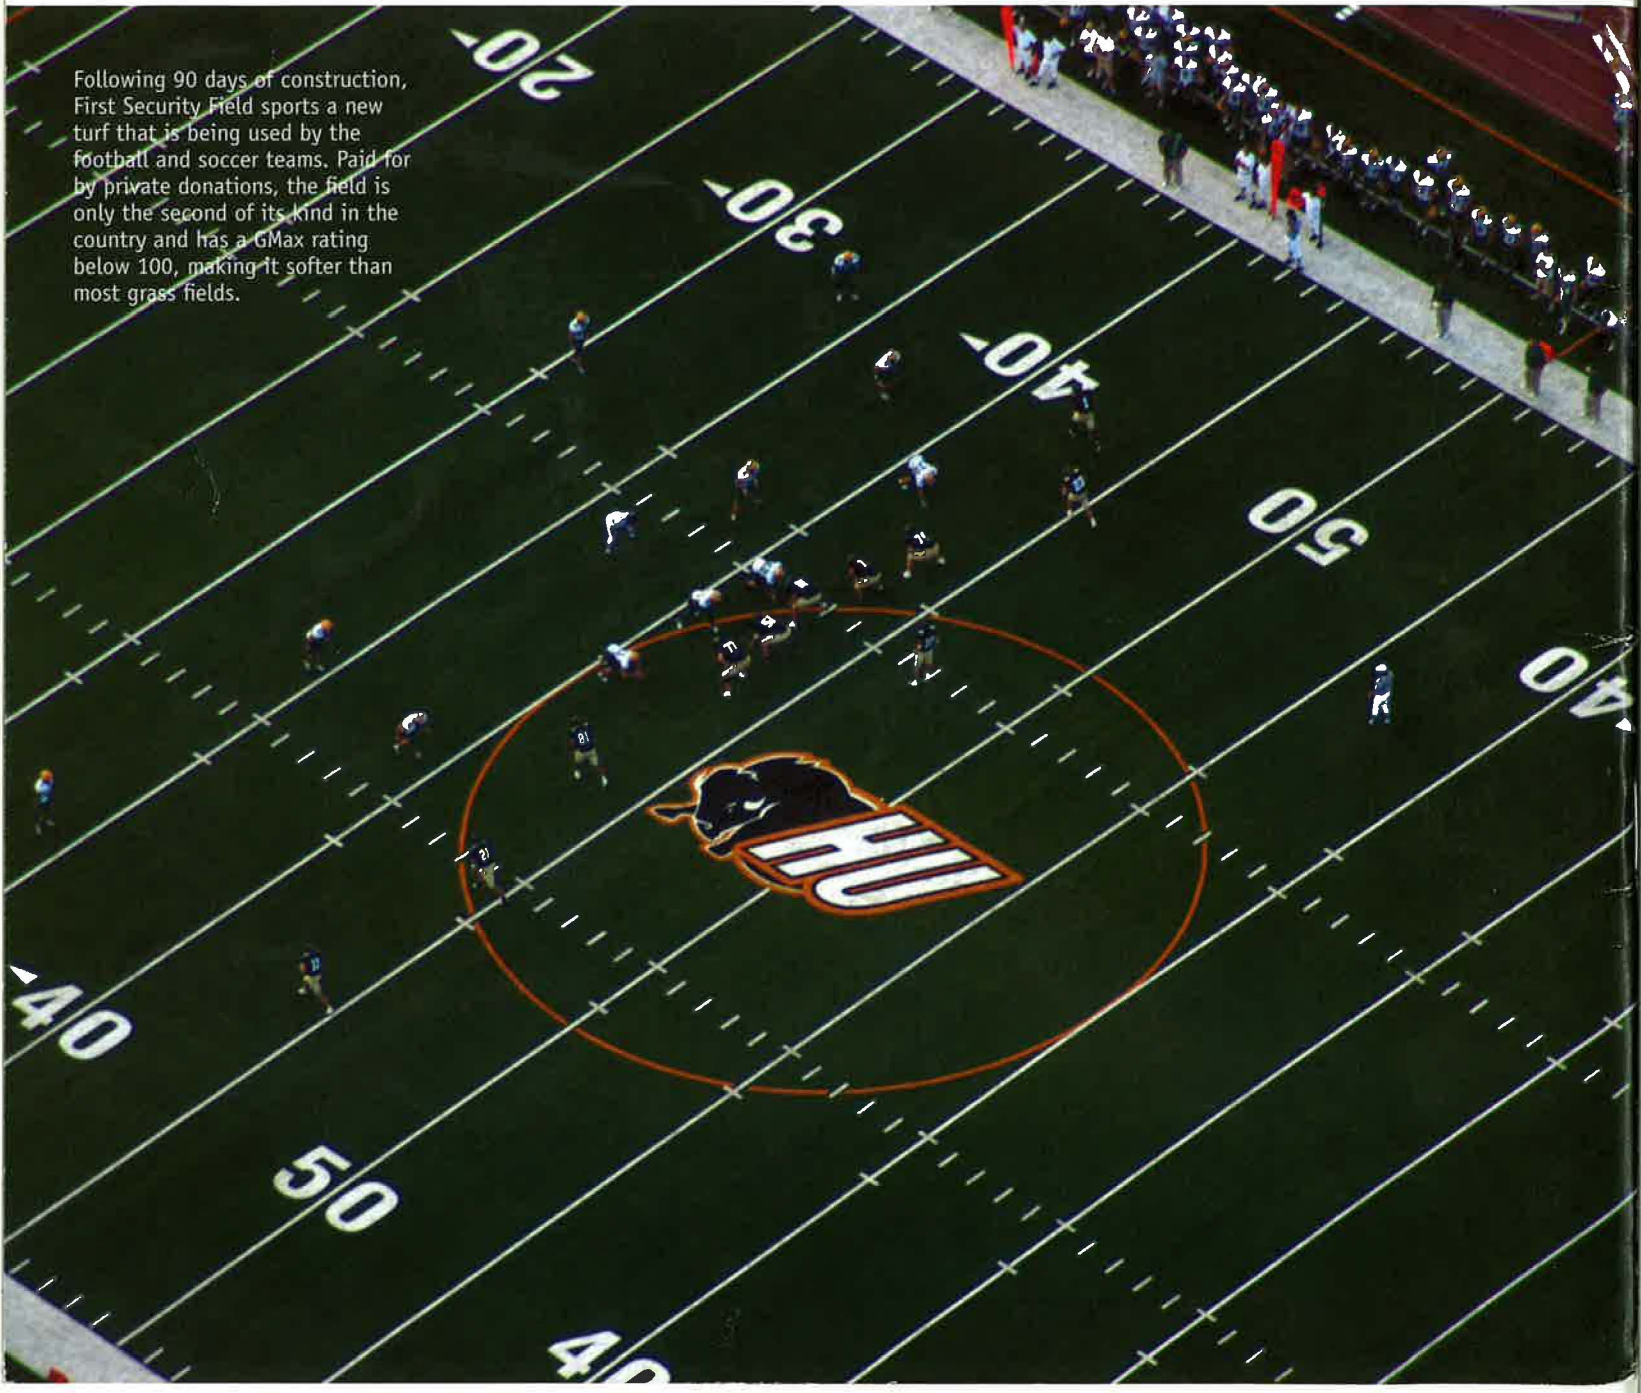 Following 90 days of construction,
First Security Field sports a new
turf that is being used by the
football and soccer teams. Paid for
by private donations, the field is
only the second of its kind in the
country and has a GMax rating
below 100, making it softer than
most grass fields.
20
30
40
50
40
81
21
HU
40
50
40